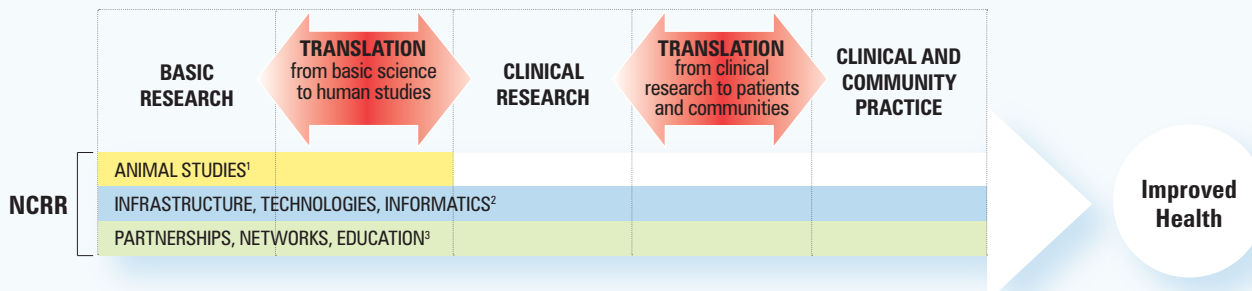 BASIC
RESEARCH
TRANSLATION
from basic science
to human studies
CLINICAL
RESEARCH
TRANSLATION
from clinical
research to patients
and communities
CLINICAL AND
COMMUNITY
PRACTICE
NCRR
ANIMAL STUDIES¹
INFRASTRUCTURE, TECHNOLOGIES, INFORMATICS²
PARTNERSHIPS, NETWORKS, EDUCATION³
Improved
Health